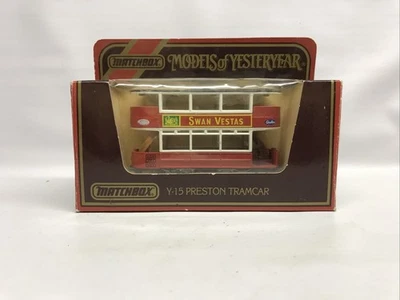 MATCHBOX
MODELS of YESTERYEAR
SWAN VESTAS
MATCHBOX
Y-15 PRESTON TRAMCAR